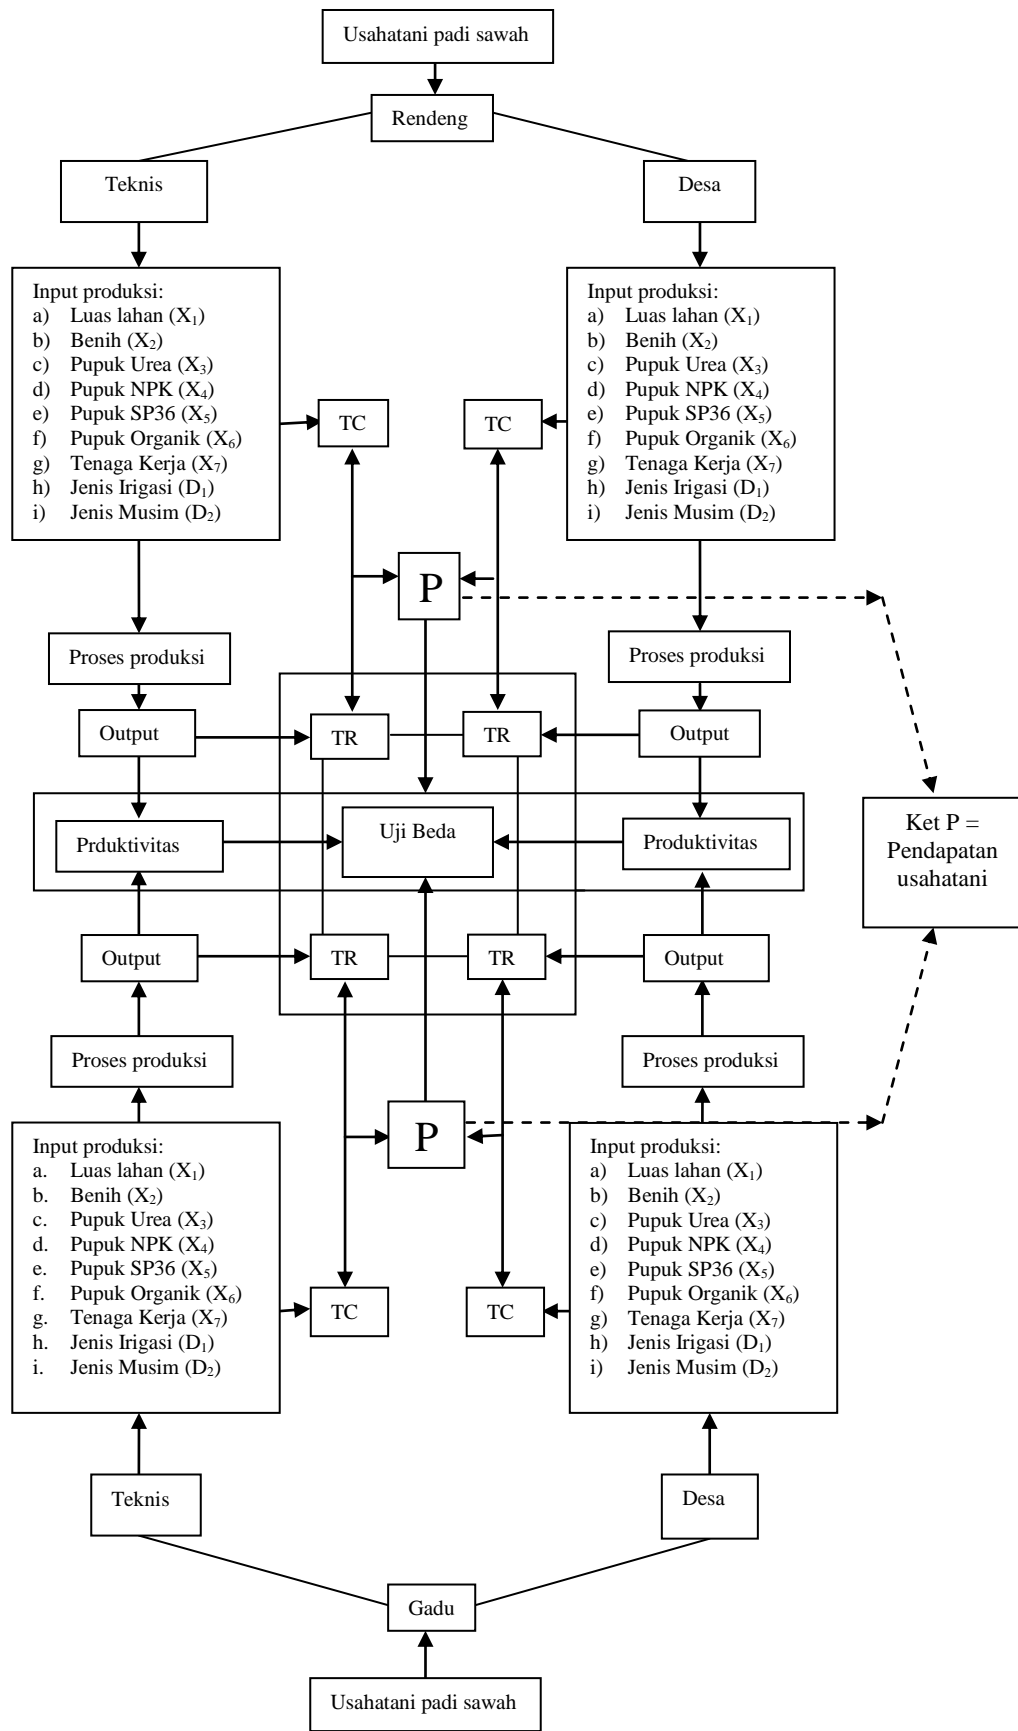 Usahatani padi sawah
Rendeng
Teknis
Desa
Input produksi:
a) Luas lahan (X₁)
b) Benih (X₂)
c) Pupuk Urea (X₃)
d) Pupuk NPK (X₄)
e) Pupuk SP36 (X₅)
f) Pupuk Organik (X₆)
g) Tenaga Kerja (X₇)
h) Jenis Irigasi (D₁)
i) Jenis Musim (D₂)
TC
TC
Input produksi:
a) Luas lahan (X₁)
b) Benih (X₂)
c) Pupuk Urea (X₃)
d) Pupuk NPK (X₄)
e) Pupuk SP36 (X₅)
f) Pupuk Organik (X₆)
g) Tenaga Kerja (X₇)
h) Jenis Irigasi (D₁)
i) Jenis Musim (D₂)
P
Proses produksi
Proses produksi
Output
TR
TR
Output
Prduktivitas
Uji Beda
Produktivitas
Ket P =
Pendapatan
usahatani
Output
TR
TR
Output
Proses produksi
Proses produksi
P
Input produksi:
a. Luas lahan (X₁)
b. Benih (X₂)
c. Pupuk Urea (X₃)
d. Pupuk NPK (X₄)
e. Pupuk SP36 (X₅)
f. Pupuk Organik (X₆)
g. Tenaga Kerja (X₇)
h. Jenis Irigasi (D₁)
i. Jenis Musim (D₂)
TC
TC
Input produksi:
a) Luas lahan (X₁)
b) Benih (X₂)
c) Pupuk Urea (X₃)
d) Pupuk NPK (X₄)
e) Pupuk SP36 (X₅)
f) Pupuk Organik (X₆)
g) Tenaga Kerja (X₇)
h) Jenis Irigasi (D₁)
i) Jenis Musim (D₂)
Teknis
Desa
Gadu
Usahatani padi sawah